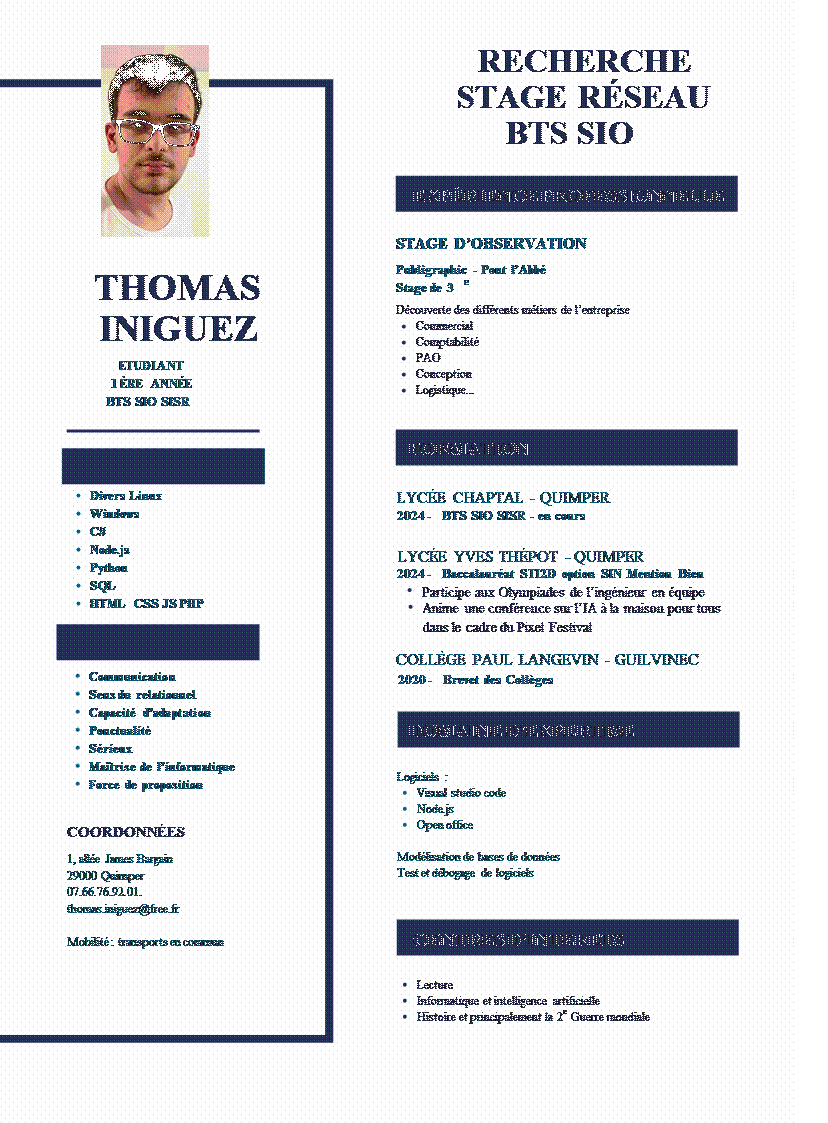 RECHERCHE
STAGE RÉSEAU
BTS SIO
THOMAS
INIGUEZ
ETUDIANT
1ÈRE ANNÉE
BTS SIO SISR
Divers Linux
Windows
C#
Node.js
Python
SQL
HTML CSS JS PHP
Communication
Sens du relationnel
Capacité d'adaptation
Ponctualité
Sérieux
Maîtrise de l'informatique
Force de proposition
COORDONNÉES
1, allée James
29000 Quimper
07.66.76.92.01.
thomas.iniguez@free.fr
Mobilité : transports en commun
EXPÉRIENCE PROFESSIONNELLE
STAGE D'OBSERVATION
Publigraphic - Pont l'Abbé
Stage de 3 e
Découverte des différents métiers de l'entreprise
Commercial
Comptabilité
PAO
Conception
Logistique...
FORMATION
LYCÉE CHAPTAL - QUIMPER
2024 - BTS SIO SISR - en cours
LYCÉE YVES THÉPOT - QUIMPER
2024 - Baccalauréat STI2D option SIN Mention Bien
Participe aux Olympiades de l'ingénieur en équipe
Anime une conférence sur l'IA à la maison pour tous
dans le cadre du Pixel Festival
COLLÈGE PAUL LANGEVIN - GUILVINEC
2020 - Brevet des Collèges
DOMAINE D'EXPERTISE
Logiciels :
Visual studio code
Node.js
Open office
Modélisation de bases de données
Test et débogage de logiciels
CENTRES D'INTERETS
Lecture
Informatique et intelligence artificielle
Histoire et principalement la 2e Guerre mondiale